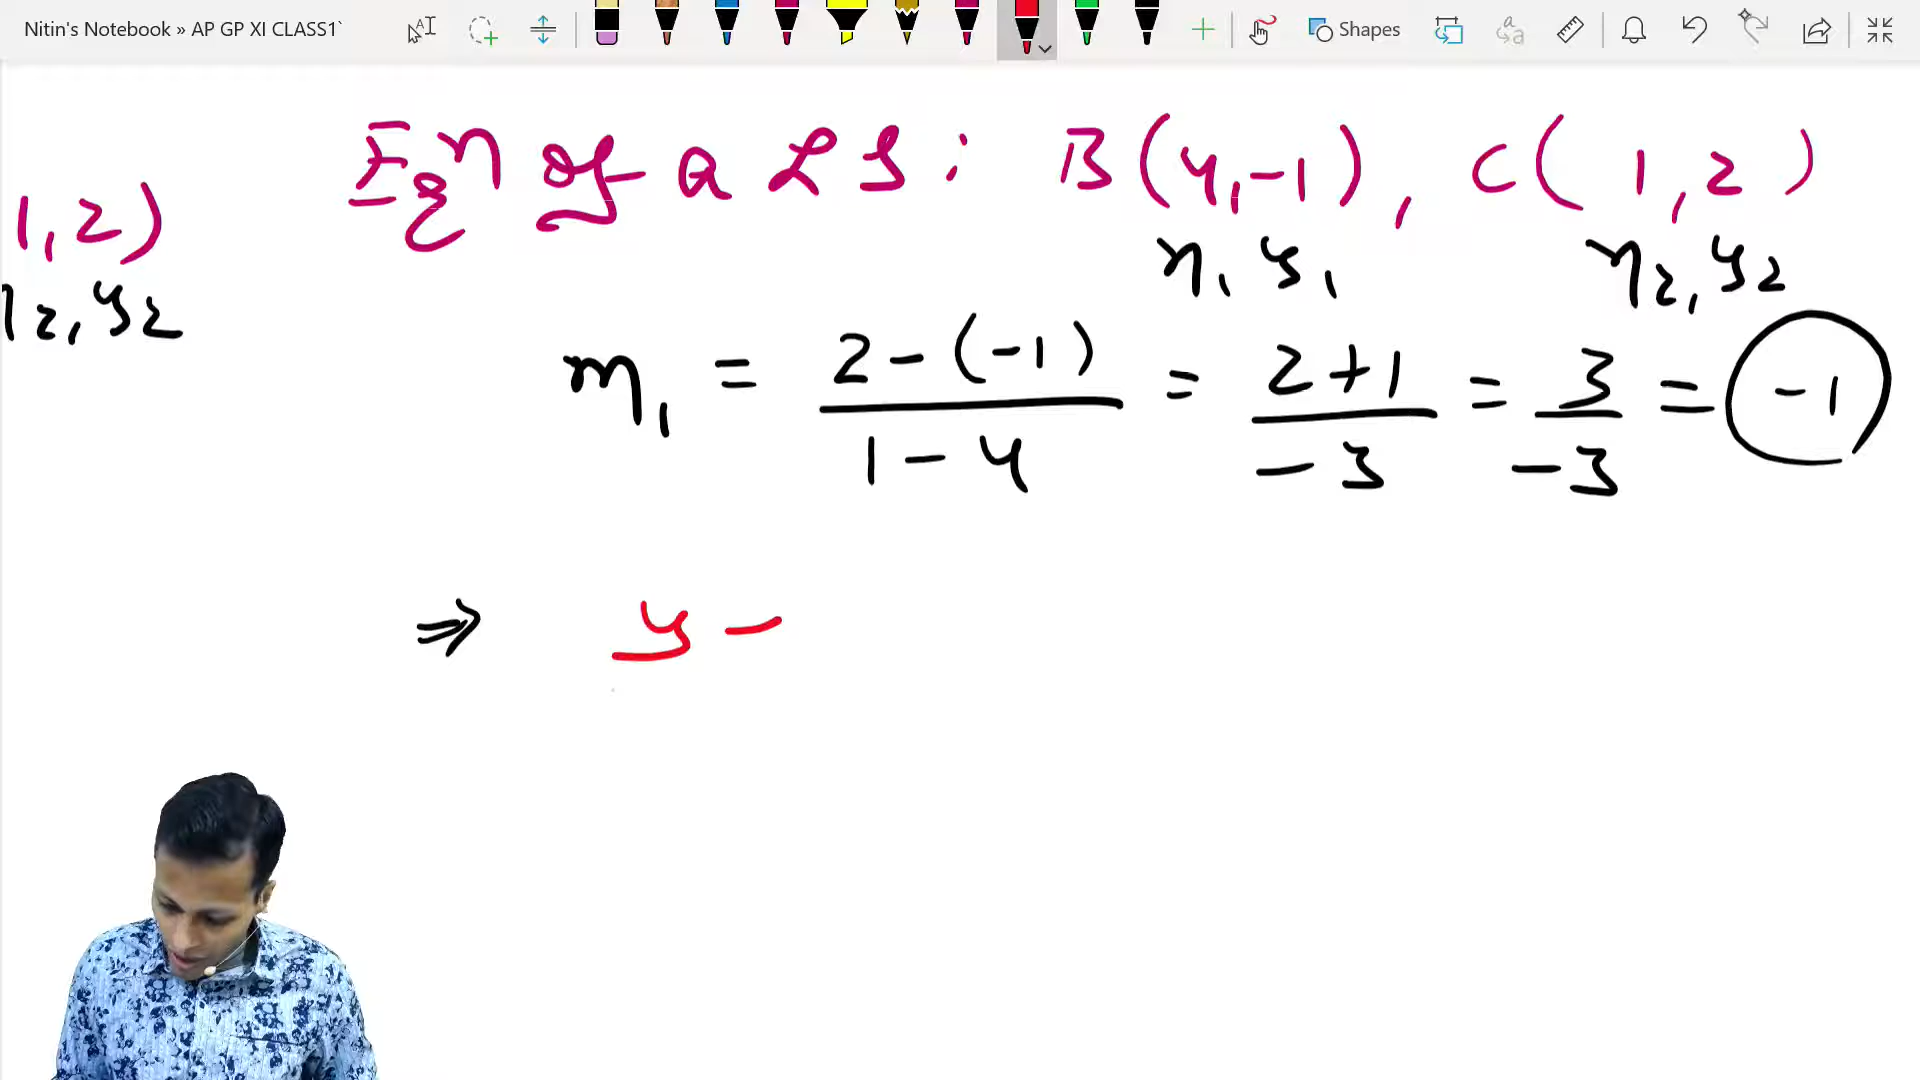 Nitin's Notebook » AP GP XI CLASS1`
Shapes
Eqn of a LS : B(4,-1), C(1,2)
x1, y1
x2, y2
1,2)
x2, y2
m1 = 2-(-1) / 1-4 = 2+1 / -3 = 3 / -3 = -1
⇒ y -